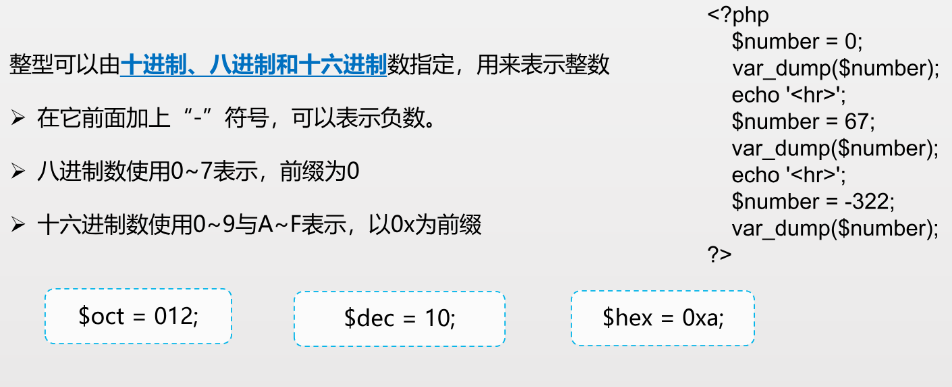 整型可以由十进制、八进制和十六进制数指定，用来表示整数
➢ 在它前面加上“-”符号，可以表示负数。
➢ 八进制数使用0~7表示，前缀为0
➢ 十六进制数使用0~9与A~F表示，以0x为前缀
$oct = 012;
$dec = 10;
$hex = 0xa;
<?php
$number = 0;
var_dump($number);
echo '<hr>';
$number = 67;
var_dump($number);
echo '<hr>';
$number = -322;
var_dump($number);
?>